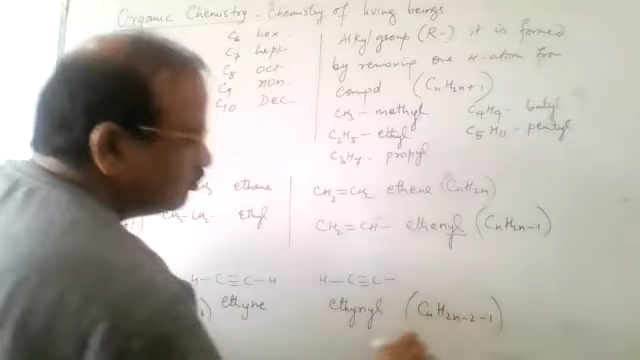 Organic Chemistry - Chemistry of living beings
C6 hex
C7 hept
C8 oct
C9 non-
C10 Dec-
Alkyl group (R-) it is formed
by removing one H-atom from
compd (CnH2n+1)
CH3- methyl
C2H5- ethyl
C3H7- propyl
C4H9- butyl
C5H11- pentyl
ethane
CH2- ethyl
CH2=CH2 ethene (CnH2n)
CH2=CH- ethenyl (CnH2n-1)
H-C≡C-H
ethyne
H-C≡C-
ethynyl (CnH2n-2-1)